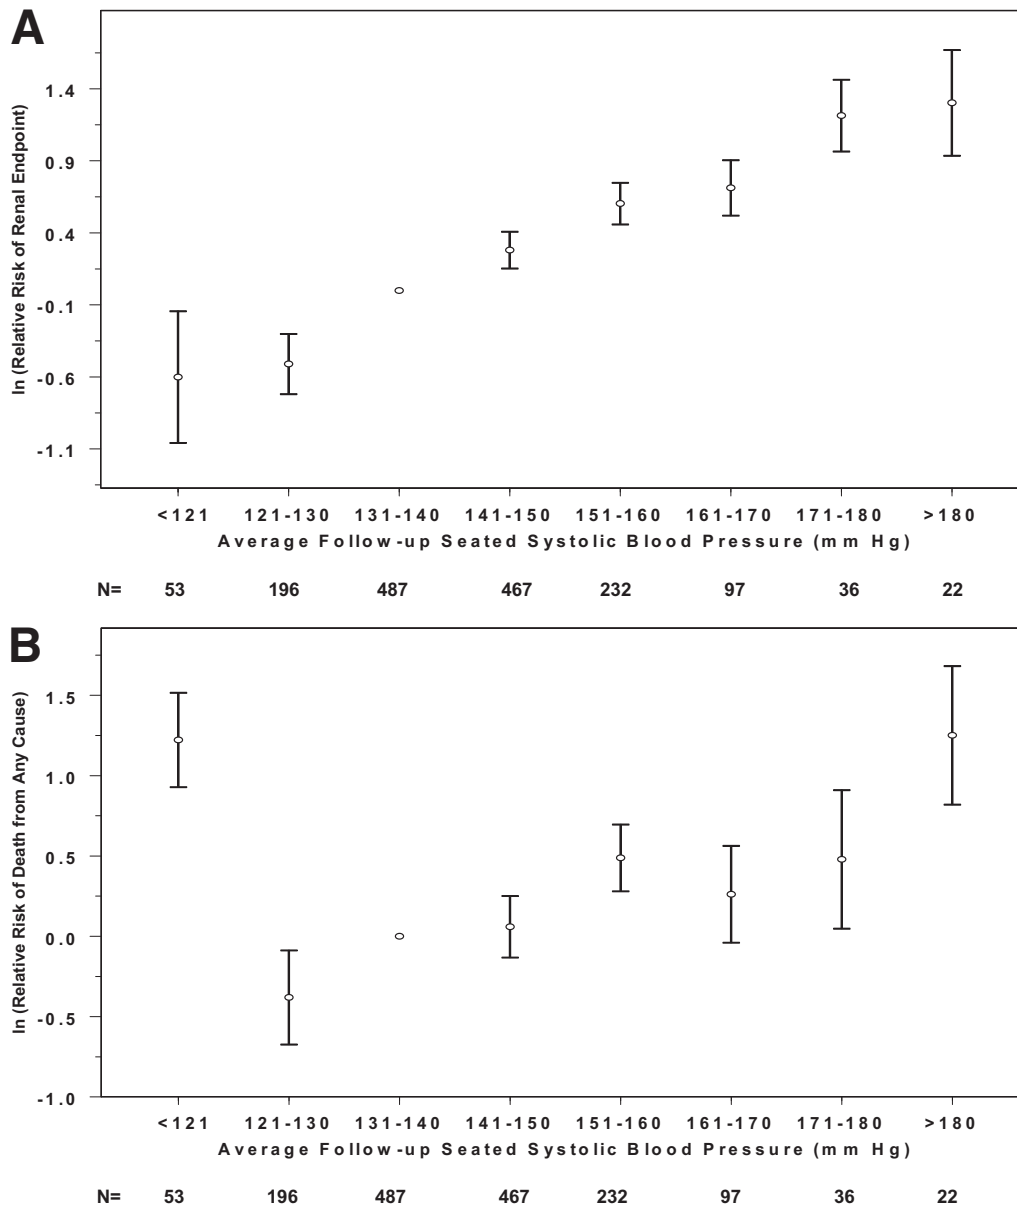 A
ln (Relative Risk of Renal Endpoint)
1.4
0.9
0.4
-0.1
-0.6
-1.1
<121 121-130 131-140 141-150 151-160 161-170 171-180 >180
Average Follow-up Seated Systolic Blood Pressure (mm Hg)
N= 53 196 487 467 232 97 36 22
B
ln (Relative Risk of Death from Any Cause)
1.5
1.0
0.5
0.0
-0.5
-1.0
<121 121-130 131-140 141-150 151-160 161-170 171-180 >180
Average Follow-up Seated Systolic Blood Pressure (mm Hg)
N= 53 196 487 467 232 97 36 22